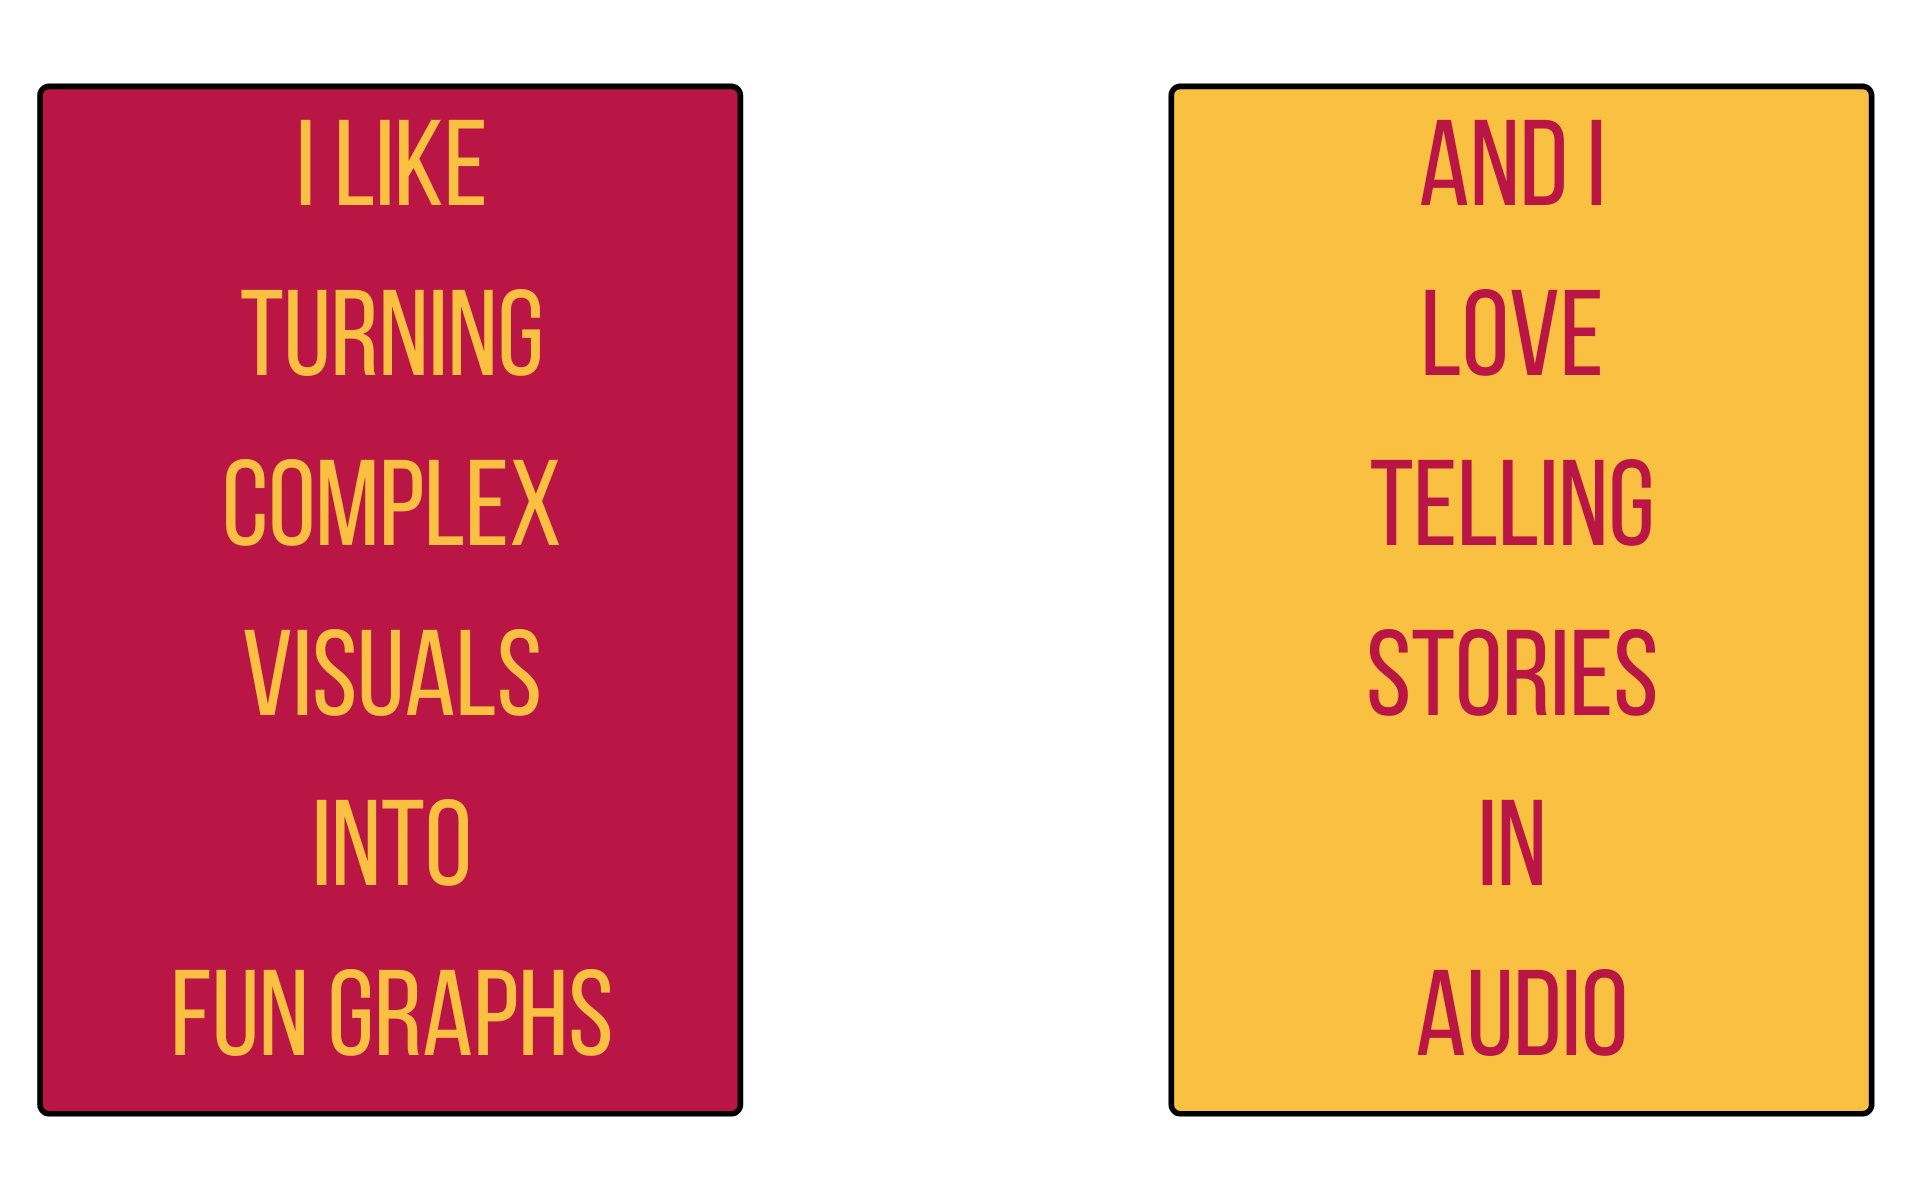 I LIKE
TURNING
COMPLEX
VISUALS
INTO
FUN GRAPHS
AND I
LOVE
TELLING
STORIES
IN
AUDIO